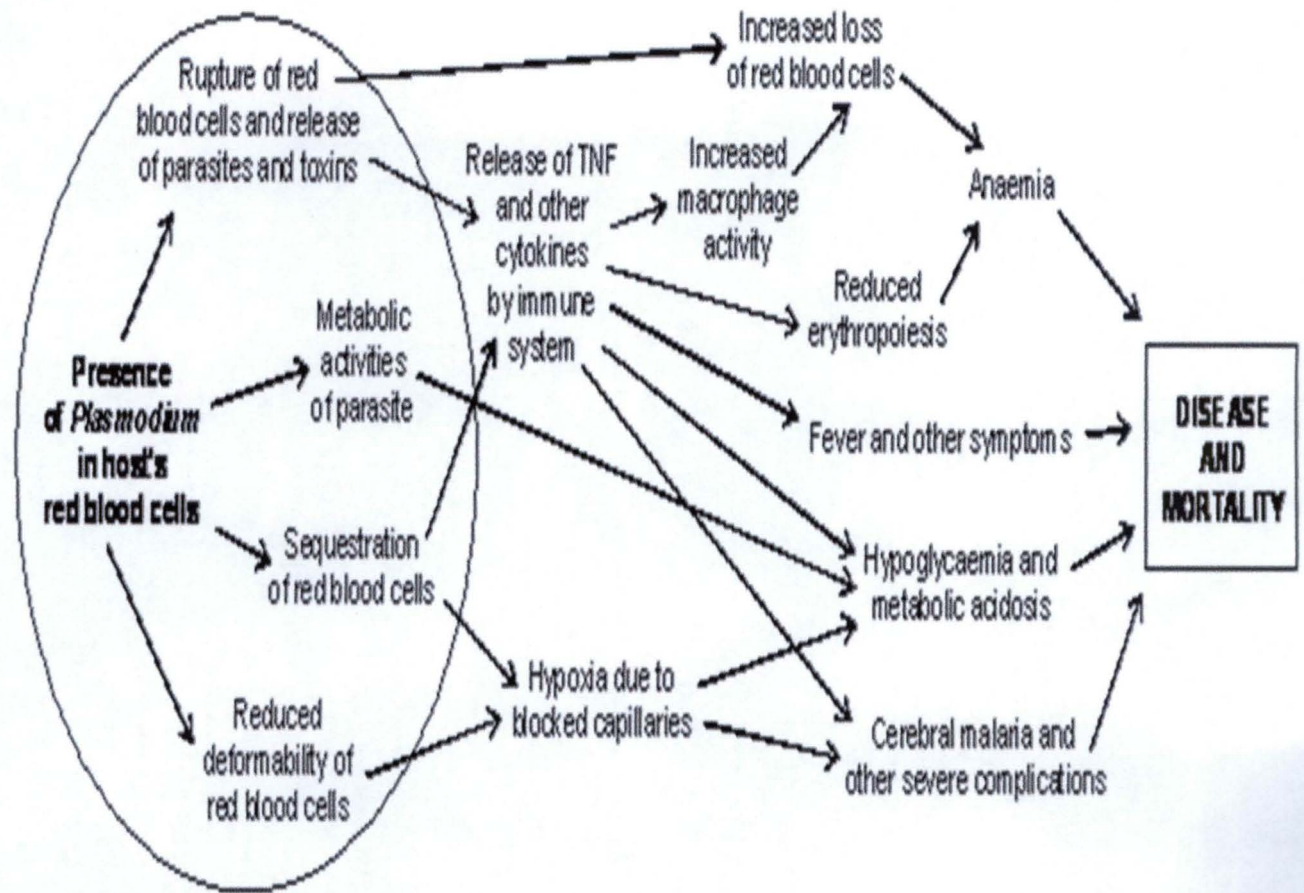 Rupture of red
blood cells and release
of parasites and toxins
Increased loss
of red blood cells
Release of TNF
and other
cytokines
by immune
system
Increased
macrophage
activity
Anaemia
Reduced
erythropoiesis
Metabolic
activities
of parasite
Presence
of Plasmodium
in host's
red blood cells
Fever and other symptoms
DISEASE
AND
MORTALITY
Sequestration
of red blood cells
Hypoglycaemia and
metabolic acidosis
Hypoxia due to
blocked capillaries
Reduced
deformability of
red blood cells
Cerebral malaria and
other severe complications